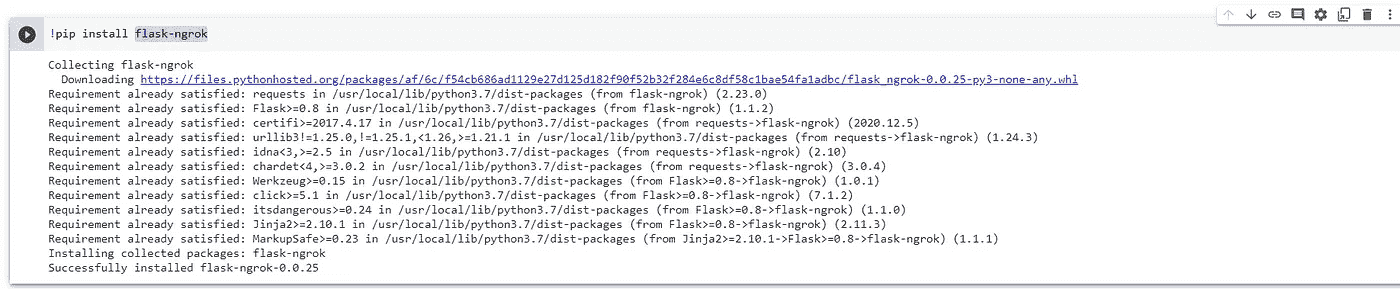 !pip install flask-ngrok
Collecting flask-ngrok
Downloading https://files.pythonhosted.org/packages/af/6c/f54cb686ad1129e27d125d182f90f52b32f284e6c8df58c1bae54fa1adbc/flask_ngrok-0.0.25-py3-none-any.whl
Requirement already satisfied: requests in /usr/local/lib/python3.7/dist-packages (from flask-ngrok) (2.23.0)
Requirement already satisfied: Flask>=0.8 in /usr/local/lib/python3.7/dist-packages (from flask-ngrok) (1.1.2)
Requirement already satisfied: certifi>=2017.4.17 in /usr/local/lib/python3.7/dist-packages (from requests->flask-ngrok) (2020.12.5)
Requirement already satisfied: urllib3!=1.25.0,!=1.25.1,<1.26,>=1.21.1 in /usr/local/lib/python3.7/dist-packages (from requests->flask-ngrok) (1.24.3)
Requirement already satisfied: idna<3,>=2.5 in /usr/local/lib/python3.7/dist-packages (from requests->flask-ngrok) (2.10)
Requirement already satisfied: chardet<4,>=3.0.2 in /usr/local/lib/python3.7/dist-packages (from requests->flask-ngrok) (3.0.4)
Requirement already satisfied: Werkzeug>=0.15 in /usr/local/lib/python3.7/dist-packages (from Flask>=0.8->flask-ngrok) (1.0.1)
Requirement already satisfied: click>=5.1 in /usr/local/lib/python3.7/dist-packages (from Flask>=0.8->flask-ngrok) (7.1.2)
Requirement already satisfied: itsdangerous>=0.24 in /usr/local/lib/python3.7/dist-packages (from Flask>=0.8->flask-ngrok) (1.1.0)
Requirement already satisfied: Jinja2>=2.10.1 in /usr/local/lib/python3.7/dist-packages (from Flask>=0.8->flask-ngrok) (2.11.3)
Requirement already satisfied: MarkupSafe>=0.23 in /usr/local/lib/python3.7/dist-packages (from Jinja2>=2.10.1->Flask>=0.8->flask-ngrok) (1.1.1)
Installing collected packages: flask-ngrok
Successfully installed flask-ngrok-0.0.25